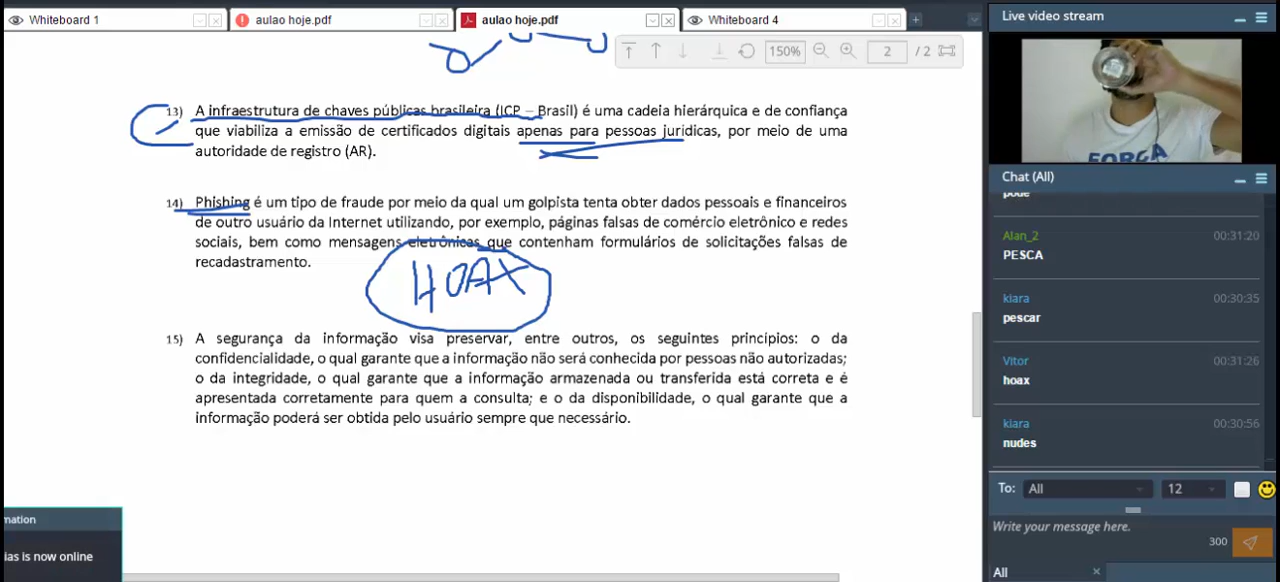 Whiteboard 1
aulao hoje.pdf
aulao hoje.pdf
Whiteboard 4
150%
2
/ 2
13) A infraestrutura de chaves públicas brasileira (ICP – Brasil) é uma cadeia hierárquica e de confiança
que viabiliza a emissão de certificados digitais apenas para pessoas jurídicas, por meio de uma
autoridade de registro (AR).
14) Phishing é um tipo de fraude por meio da qual um golpista tenta obter dados pessoais e financeiros
de outro usuário da Internet utilizando, por exemplo, páginas falsas de comércio eletrônico e redes
sociais, bem como mensagens eletrônicas que contenham formulários de solicitações falsas de
recadastramento.
HOAX
15) A segurança da informação visa preservar, entre outros, os seguintes princípios: o da
confidencialidade, o qual garante que a informação não será conhecida por pessoas não autorizadas;
o da integridade, o qual garante que a informação armazenada ou transferida está correta e é
apresentada corretamente para quem a consulta; e o da disponibilidade, o qual garante que a
informação poderá ser obtida pelo usuário sempre que necessário.
mation
ias is now online
Live video stream
FORÇA
Chat (All)
pode
Alan_2 00:31:20
PESCA
kiara 00:30:35
pescar
Vitor 00:31:26
hoax
kiara 00:30:56
nudes
To: All 12
Write your message here.
300
All